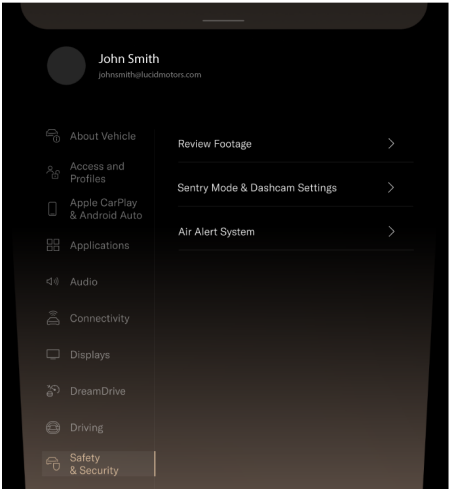 John Smith
johnsmith@lucidmotors.com
About Vehicle
Access and
Profiles
Apple CarPlay
& Android Auto
Applications
Audio
Connectivity
Displays
DreamDrive
Driving
Safety
& Security
Review Footage
Sentry Mode & Dashcam Settings
Air Alert System